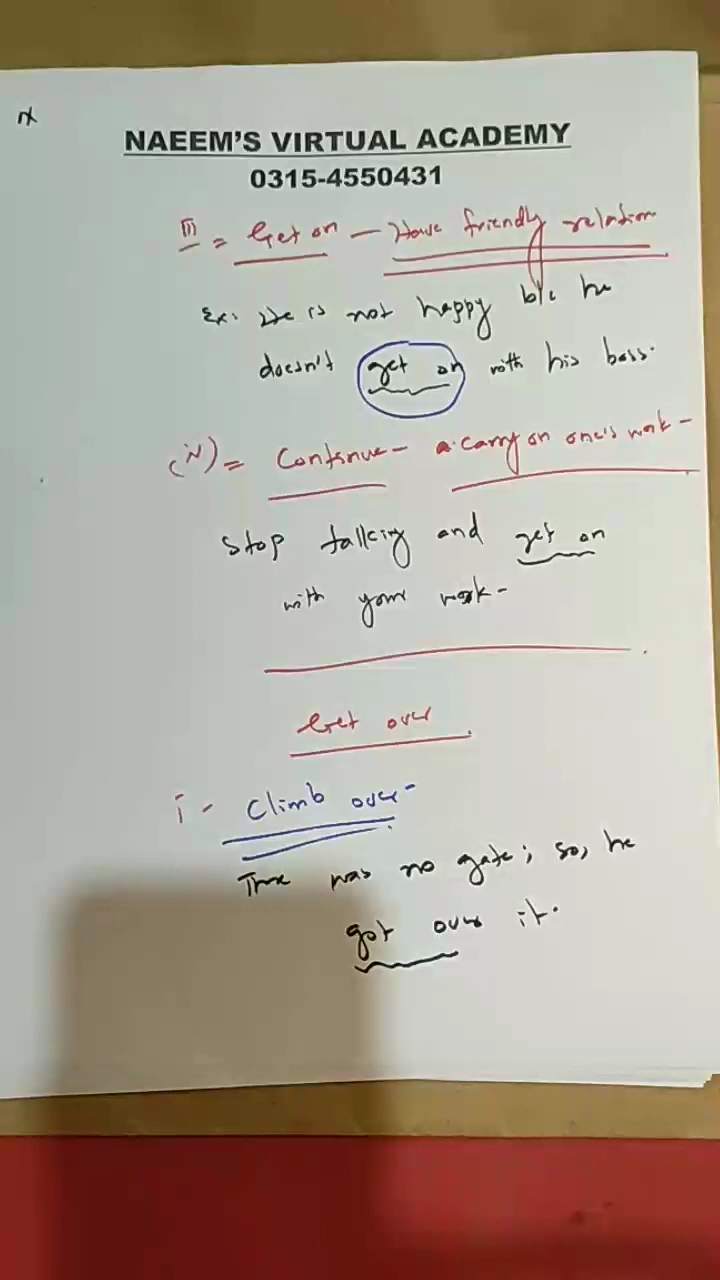 NAEEM'S VIRTUAL ACADEMY
0315-4550431
III = Get on - Have friendly relation
Ex: He is not happy b/c he
doesn't get on with his boss.
(iv) = Continue - carry on one's work -
Stop talking and get on
with your work -
Get over
i - Climb over -
There was no gate; so, he
got over it.